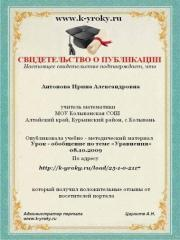 www.k-yroky.ru
СВИДЕТЕЛЬСТВО О ПУБЛИКАЦИИ
Настоящее свидетельство подтверждает, что
Антонова Ирина Александровна
учитель математики
МОУ Колыванская СОШ
Алтайский край, Курьинский район, с. Колывань
Опубликовала учебно - методический материал
Урок - обобщение по теме «Уравнения»
08.10.2009
По адресу
http://k-yroky.ru/load/25-1-0-2117
который получил положительные отзывы от
посетителей портала
Администратор портала
www.k-yroky.ru